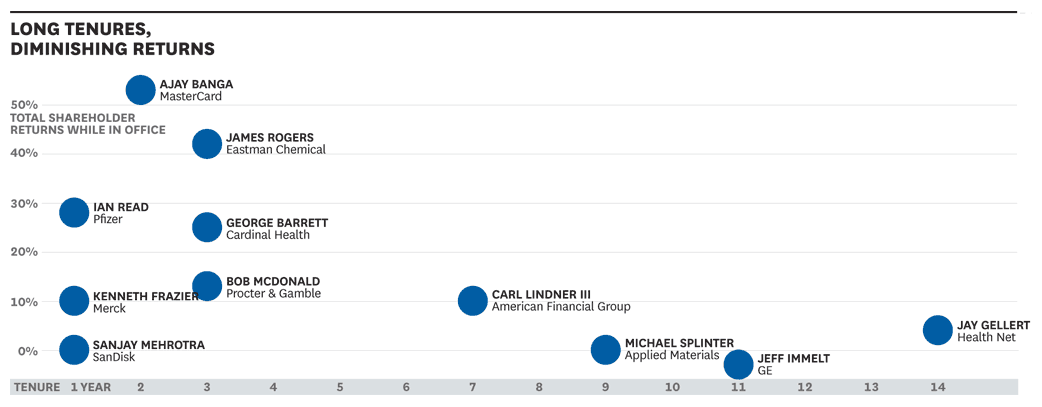 LONG TENURES,
DIMINISHING RETURNS
AJAY BANGA
MasterCard
50%
TOTAL SHAREHOLDER
RETURNS WHILE IN OFFICE
JAMES ROGERS
Eastman Chemical
40%
30%
IAN READ
Pfizer
GEORGE BARRETT
Cardinal Health
20%
BOB MCDONALD
Procter & Gamble
KENNETH FRAZIER
Merck
10%
CARL LINDNER III
American Financial Group
JAY GELLERT
Health Net
SANJAY MEHROTRA
SanDisk
0%
MICHAEL SPLINTER
Applied Materials
JEFF IMMELT
GE
TENURE 1 YEAR 2 3 4 5 6 7 8 9 10 11 12 13 14